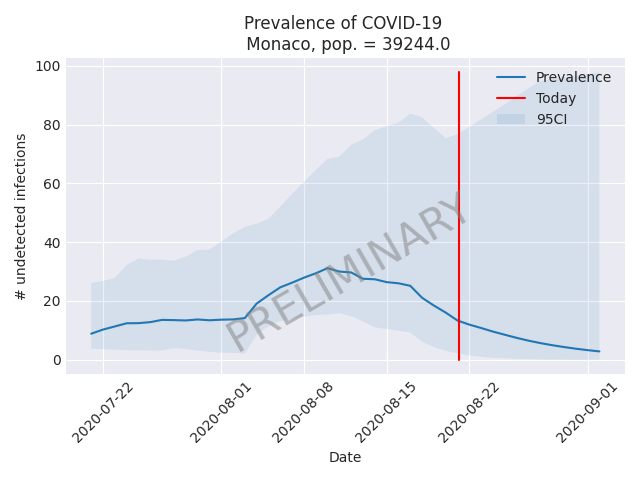 Prevalence of COVID-19
Monaco, pop. = 39244.0
100
80
60
40
20
0
# undetected infections
Prevalence
Today
95CI
PRELIMINARY
2020-07-22
2020-08-01
2020-08-08
2020-08-15
2020-08-22
2020-09-01
Date